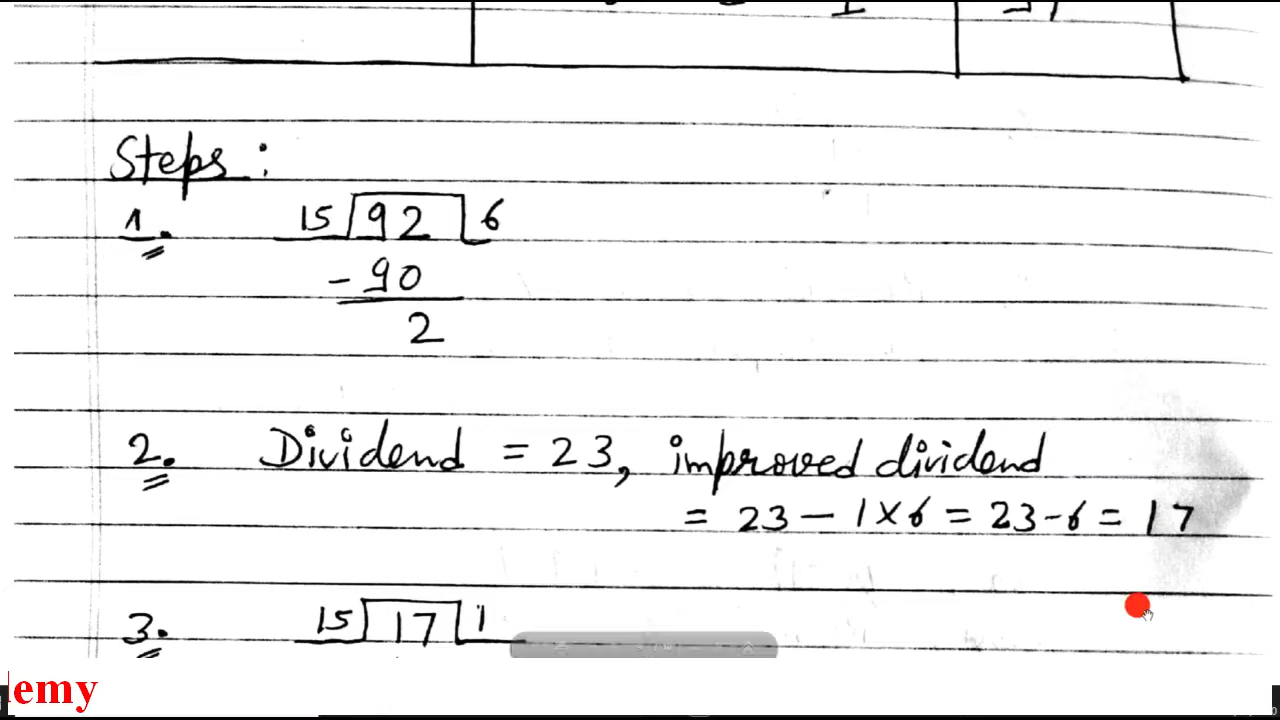 Steps :
1. 15 92 6
- 90
2
2. Dividend = 23, improved dividend
= 23 - 1 × 6 = 23 - 6 = 17
3. 15 17 1
demy